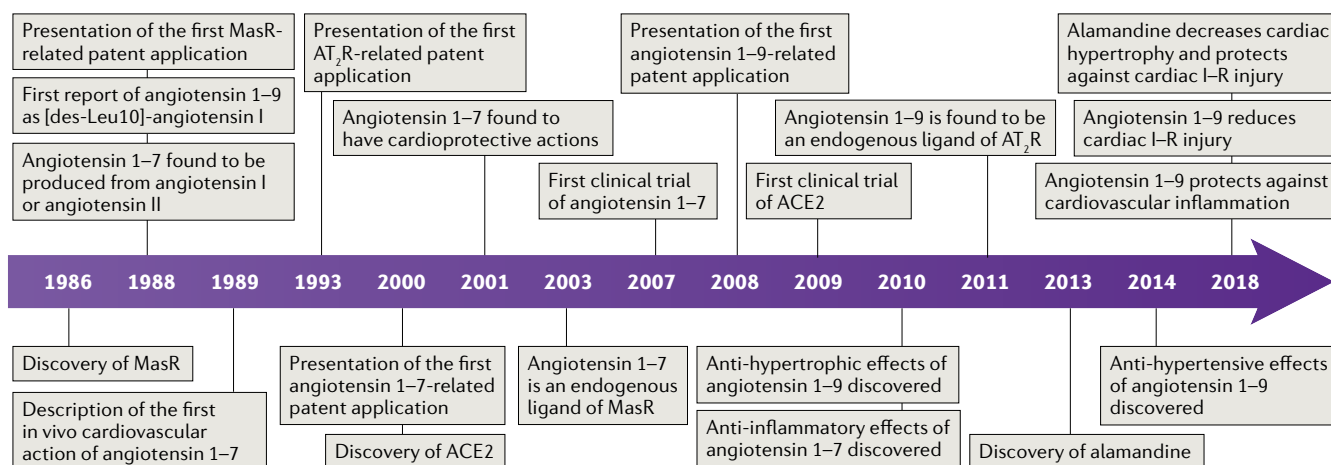 Presentation of the first MasR-
related patent application
First report of angiotensin 1–9
as [des-Leu10]-angiotensin I
Angiotensin 1–7 found to be
produced from angiotensin I
or angiotensin II
Presentation of the first
AT₂R-related patent
application
Angiotensin 1–7 found to
have cardioprotective actions
First clinical trial
of angiotensin 1–7
Presentation of the first
angiotensin 1–9-related
patent application
First clinical trial
of ACE2
Angiotensin 1–9 is found to be
an endogenous ligand of AT₂R
Alamandine decreases cardiac
hypertrophy and protects
against cardiac I–R injury
Angiotensin 1–9 reduces
cardiac I–R injury
Angiotensin 1–9 protects against
cardiovascular inflammation
1986 1988 1989 1993 2000 2001 2003 2007 2008 2009 2010 2011 2013 2014 2018
Discovery of MasR
Description of the first
in vivo cardiovascular
action of angiotensin 1–7
Presentation of the first
angiotensin 1–7-related
patent application
Discovery of ACE2
Angiotensin 1–7
is an endogenous
ligand of MasR
Anti-hypertrophic effects of
angiotensin 1–9 discovered
Anti-inflammatory effects of
angiotensin 1–7 discovered
Discovery of alamandine
Anti-hypertensive effects
of angiotensin 1–9
discovered